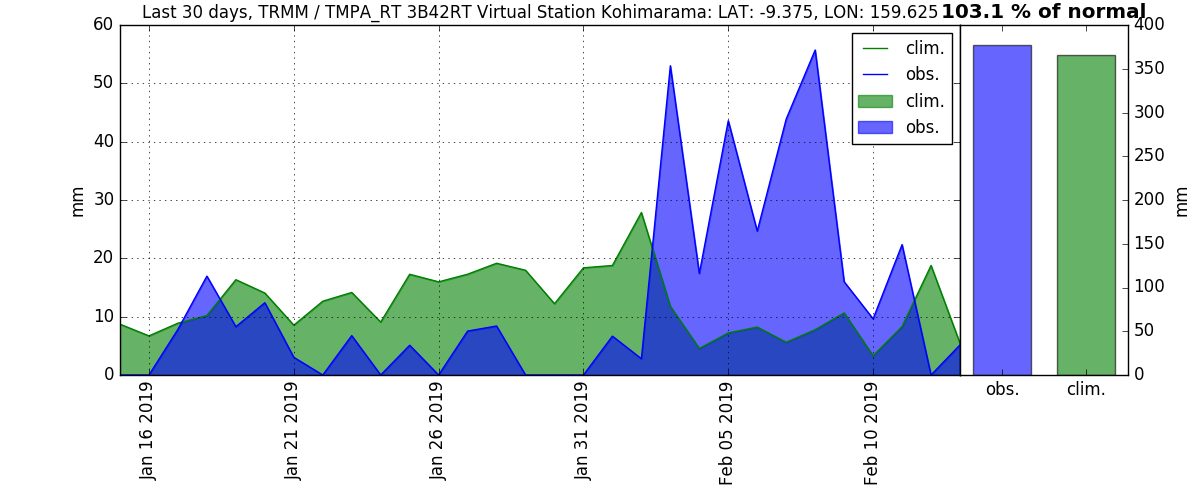 Last 30 days, TRMM / TMPA_RT 3B42RT Virtual Station Kohimarama: LAT: -9.375, LON: 159.625
103.1 % of normal
60
50
40
30
20
10
0
mm
clim.
obs.
clim.
obs.
Jan 16 2019
Jan 21 2019
Jan 26 2019
Jan 31 2019
Feb 05 2019
Feb 10 2019
400
350
300
250
200
150
100
50
0
mm
obs.
clim.